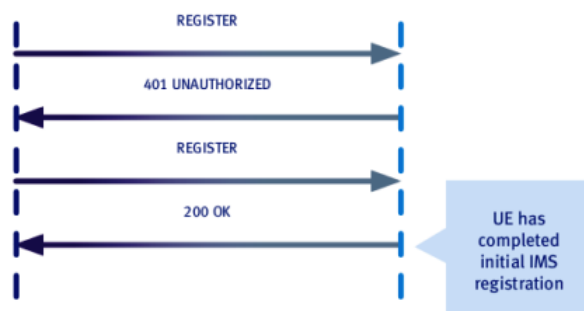 REGISTER
401 UNAUTHORIZED
REGISTER
200 OK
UE has
completed
initial IMS
registration